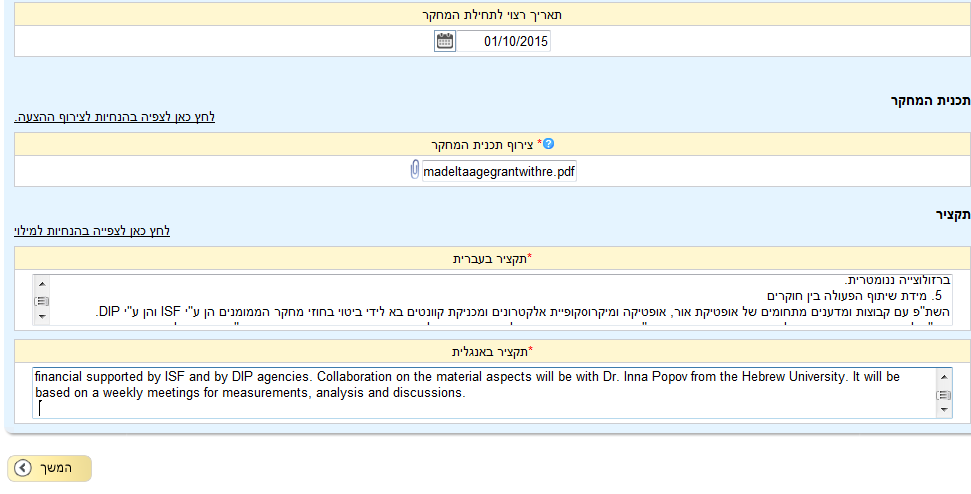 תאריך רצוי לתחילת המחקר
01/10/2015
תכנית המחקר
לחץ כאן לצפיה בהנחיות לצירוף ההצעה.
?* צירוף תכנית המחקר
madeltaagegrantwithre.pdf
תקציר
לחץ כאן לצפייה בהנחיות למילוי
*תקציר בעברית
ברזולוצייה ננומטרית.
5. מידת שיתוף הפעולה בין חוקרים
השת"פ עם קבוצות ומדענים מתחומים של אופטיקת אור, אופטיקה ומיקרוסקופיית אלקטרונים ומכניקת קוונטים בא לידי ביטוי בחוזי מחקר הממומנים הן ע"י ISF והן ע"י DIP.
*תקציר באנגלית
financial supported by ISF and by DIP agencies. Collaboration on the material aspects will be with Dr. Inna Popov from the Hebrew University. It will be
based on a weekly meetings for measurements, analysis and discussions.
המשך